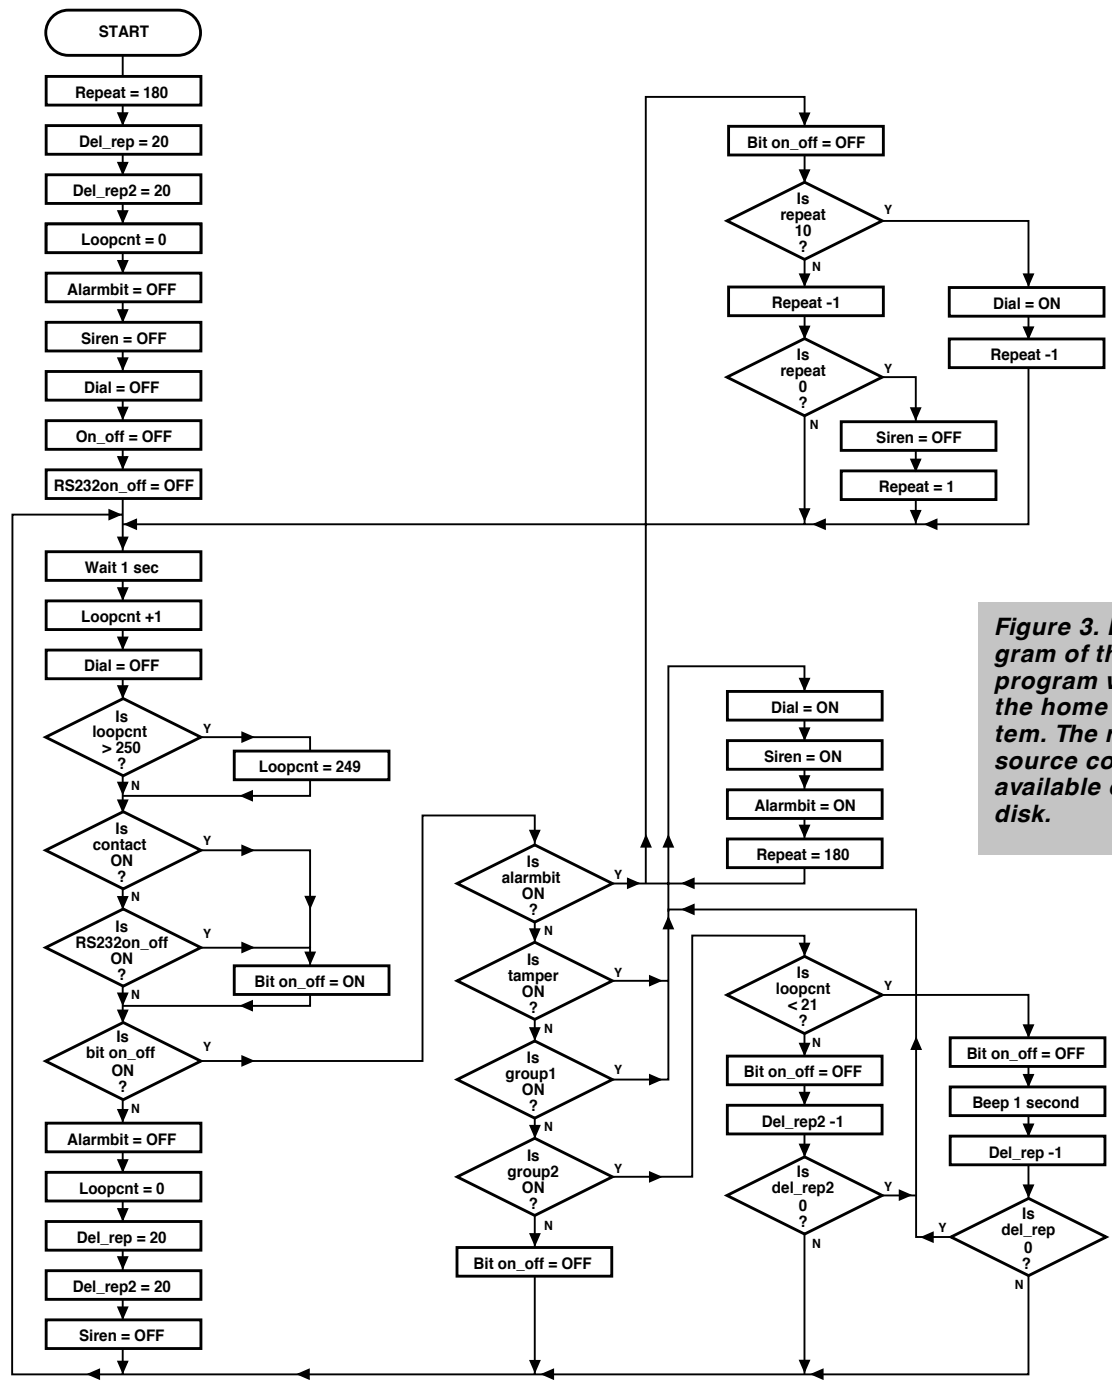 START
Repeat = 180
Del_rep = 20
Del_rep2 = 20
Loopcnt = 0
Alarmbit = OFF
Siren = OFF
Dial = OFF
On_off = OFF
RS232on_off = OFF
Wait 1 sec
Loopcnt +1
Dial = OFF
Is
loopcnt
> 250
?
Y
N
Loopcnt = 249
Is
contact
ON
?
Y
N
Is
RS232on_off
ON
?
Y
N
Bit on_off = ON
Is
bit on_off
ON
?
Y
N
Alarmbit = OFF
Loopcnt = 0
Del_rep = 20
Del_rep2 = 20
Siren = OFF
Is
alarmbit
ON
?
Y
N
Is
tamper
ON
?
Y
N
Is
group1
ON
?
Y
N
Is
group2
ON
?
Y
N
Bit on_off = OFF
Bit on_off = OFF
Is
repeat
10
?
Y
N
Repeat -1
Is
repeat
0
?
Y
N
Dial = ON
Repeat -1
Siren = OFF
Repeat = 1
Dial = ON
Siren = ON
Alarmbit = ON
Repeat = 180
Is
loopcnt
< 21
?
Y
N
Bit on_off = OFF
Del_rep2 -1
Is
del_rep2
0
?
Y
N
Bit on_off = OFF
Beep 1 second
Del_rep -1
Is
del_rep
0
?
Y
N
Figure 3.
gram of
program
the home
tem. The
source
available
disk.